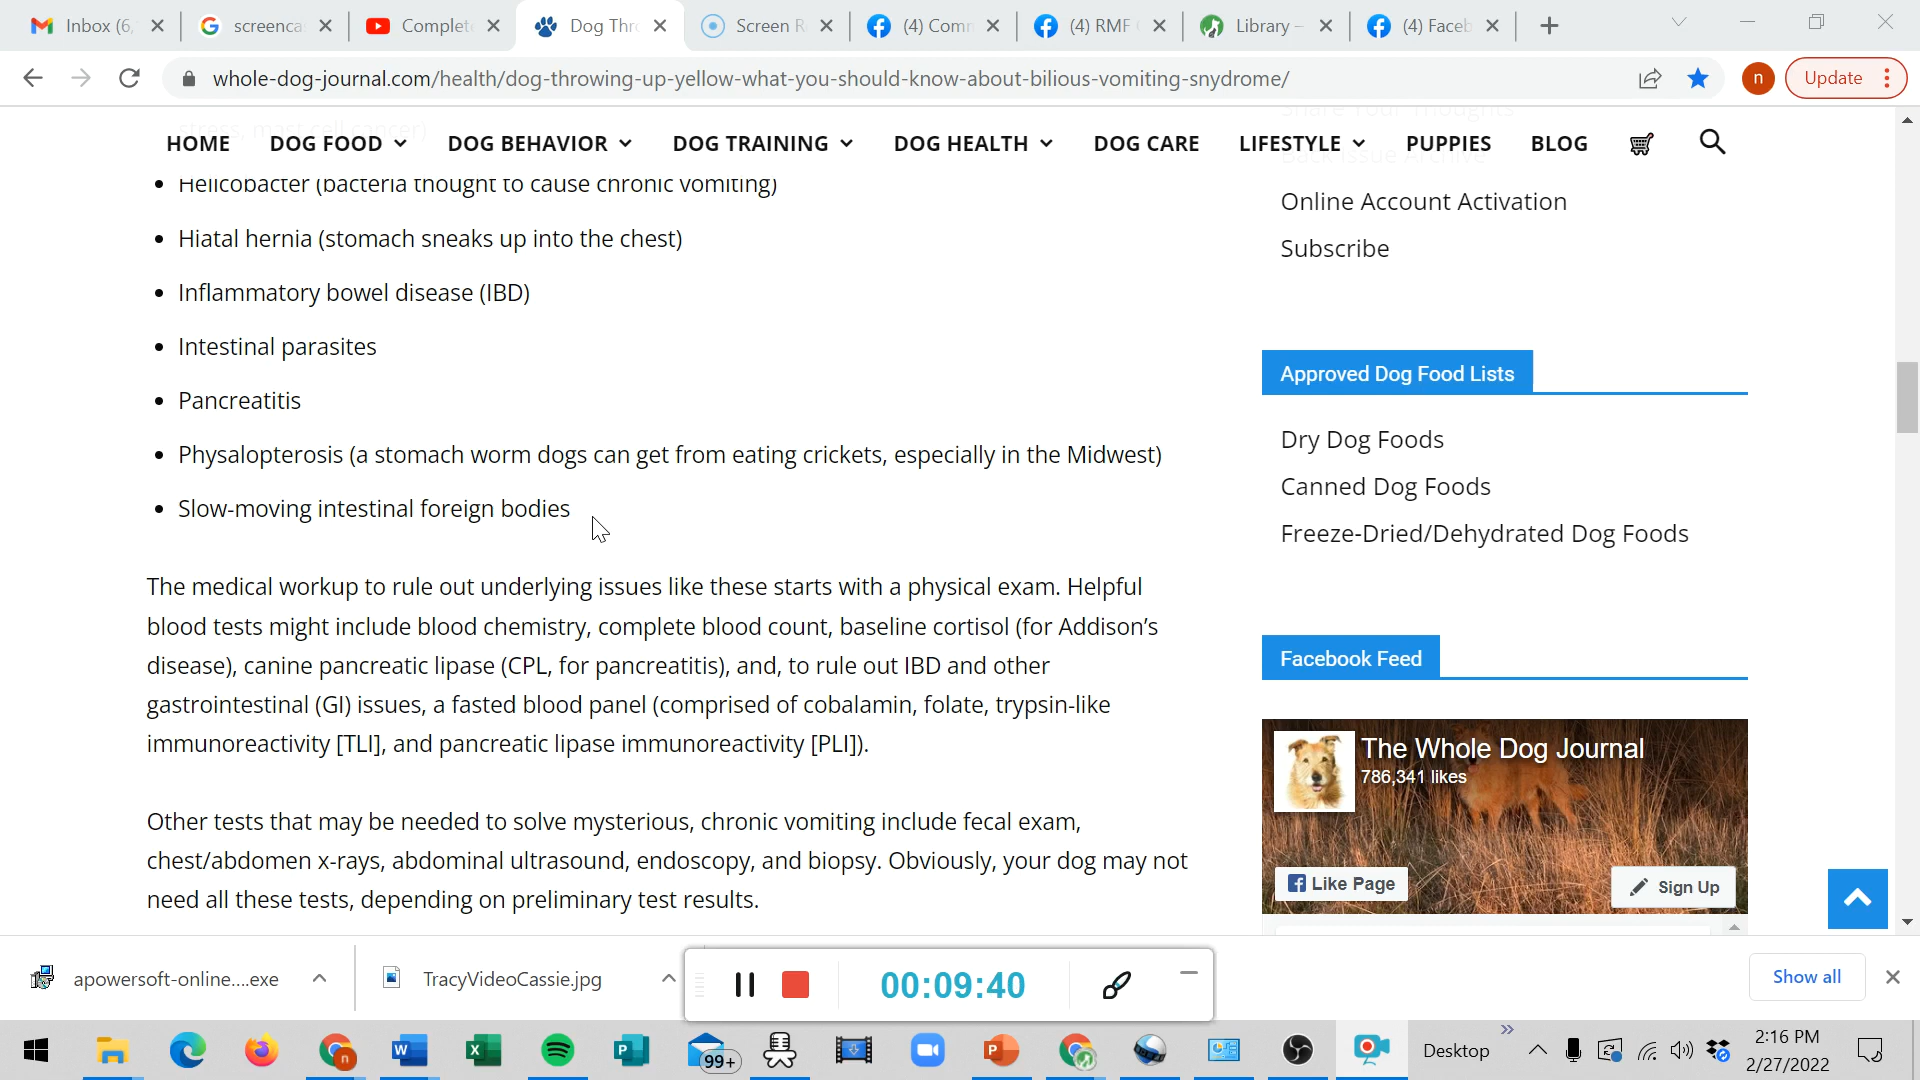 Inbox (6,
screenca
Complete
Dog Thr
Screen R
(4) Comm
(4) RMF
Library –
(4) Faceb
whole-dog-journal.com/health/dog-throwing-up-yellow-what-you-should-know-about-bilious-vomiting-snydrome/
n
Update
stress, mast cell cancer)
Share Your Thoughts
HOME DOG FOOD DOG BEHAVIOR DOG TRAINING DOG HEALTH DOG CARE LIFESTYLE PUPPIES BLOG
Back Issue Archive
• Helicobacter (bacteria thought to cause chronic vomiting)
• Hiatal hernia (stomach sneaks up into the chest)
• Inflammatory bowel disease (IBD)
• Intestinal parasites
• Pancreatitis
• Physalopterosis (a stomach worm dogs can get from eating crickets, especially in the Midwest)
• Slow-moving intestinal foreign bodies
The medical workup to rule out underlying issues like these starts with a physical exam. Helpful
blood tests might include blood chemistry, complete blood count, baseline cortisol (for Addison’s
disease), canine pancreatic lipase (CPL, for pancreatitis), and, to rule out IBD and other
gastrointestinal (GI) issues, a fasted blood panel (comprised of cobalamin, folate, trypsin-like
immunoreactivity [TLI], and pancreatic lipase immunoreactivity [PLI]).
Other tests that may be needed to solve mysterious, chronic vomiting include fecal exam,
chest/abdomen x-rays, abdominal ultrasound, endoscopy, and biopsy. Obviously, your dog may not
need all these tests, depending on preliminary test results.
Online Account Activation
Subscribe
Approved Dog Food Lists
Dry Dog Foods
Canned Dog Foods
Freeze-Dried/Dehydrated Dog Foods
Facebook Feed
The Whole Dog Journal
786,341 likes
Like Page
Sign Up
apowersoft-online....exe
TracyVideoCassie.jpg
00:09:40
Show all
99+
Desktop
2:16 PM
2/27/2022